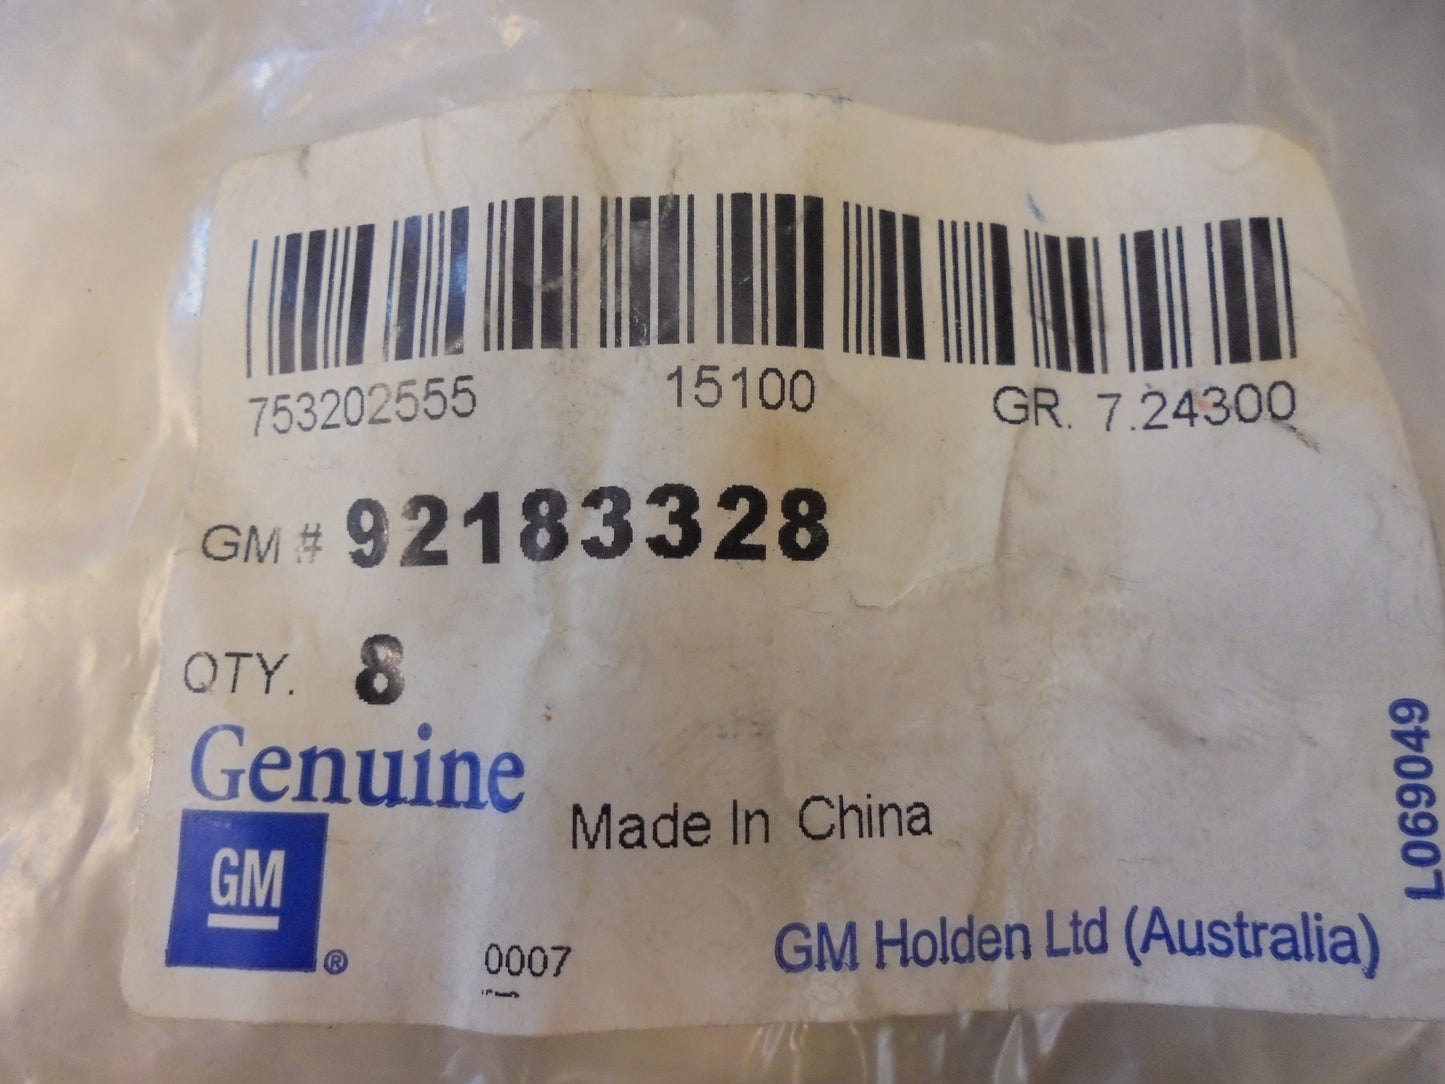 753202555 15100 GR. 7.24300
GM # 92183328
QTY. 8
Genuine
Made In China
GM
®
0007
GM Holden Ltd (Australia)
L069049